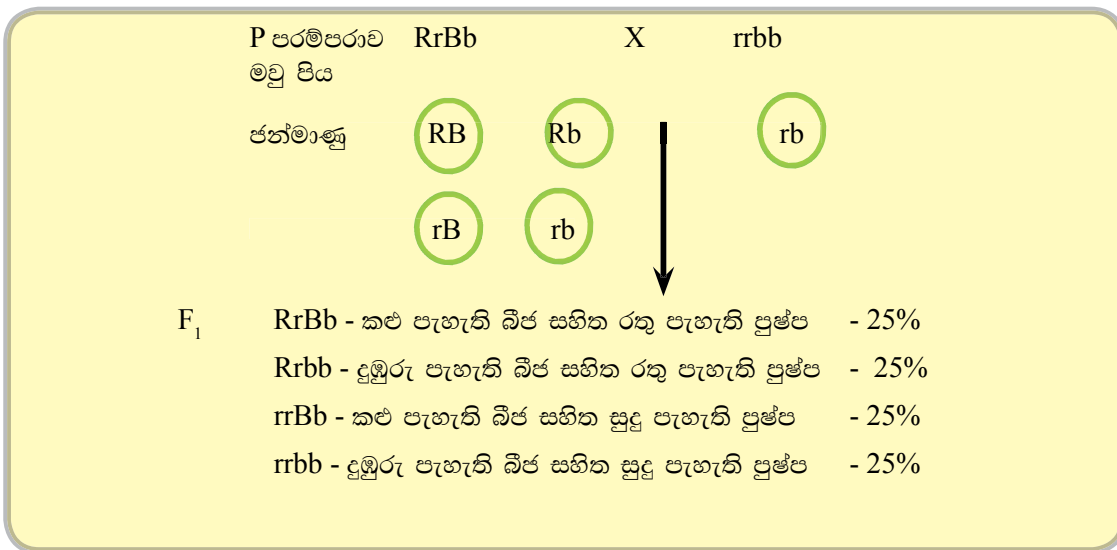 P පරම්පරාව RrBb X rrbb
මවු පිය
ජන්මාණු RB Rb rb
rB rb
F₁ RrBb - කළු පැහැති බීජ සහිත රතු පැහැති පුෂ්ප - 25%
Rrbb - දුඹුරු පැහැති බීජ සහිත රතු පැහැති පුෂ්ප - 25%
rrBb - කළු පැහැති බීජ සහිත සුදු පැහැති පුෂ්ප - 25%
rrbb - දුඹුරු පැහැති බීජ සහිත සුදු පැහැති පුෂ්ප - 25%